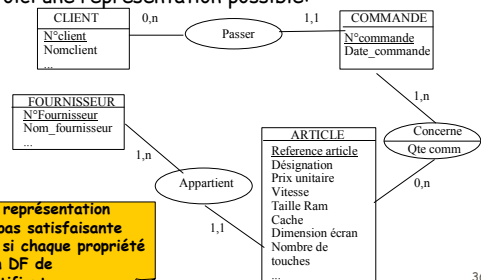 une représentation possible.
CLIENT
N°client
Nomclient
...
0,n
Passer
1,1
COMMANDE
N°commande
Date_commande
1,n
Concerne
Qte comm
0,n
FOURNISSEUR
N°Fournisseur
Nom_fournisseur
...
1,n
Appartient
1,1
ARTICLE
Reference article
Désignation
Prix unitaire
Vitesse
Taille Ram
Cache
Dimension écran
Nombre de
touches
...
représentation
pas satisfaisante
si chaque propriété
DF de